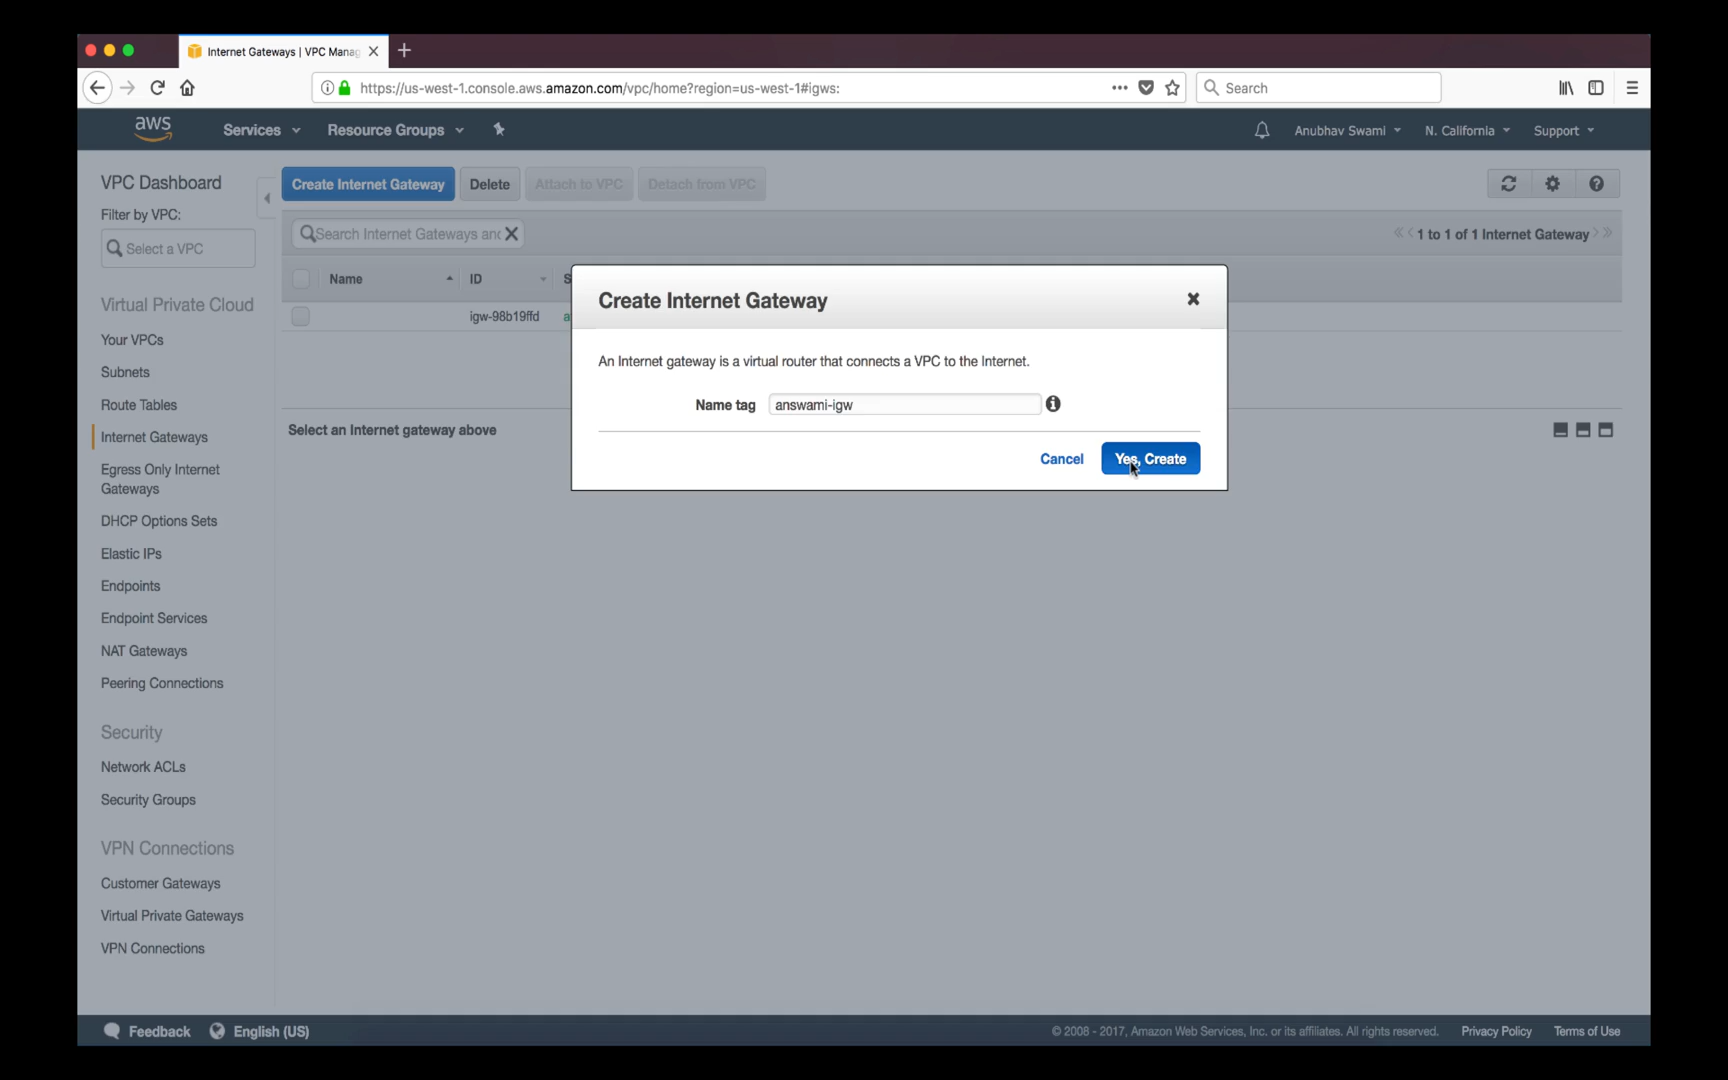 Internet Gateways | VPC Manag
https://us-west-1.console.aws.amazon.com/vpc/home?region=us-west-1#igws:
Search
aws
Services
Resource Groups
Anubhav Swami
N. California
Support
VPC Dashboard
Filter by VPC:
Select a VPC
Virtual Private Cloud
Your VPCs
Subnets
Route Tables
Internet Gateways
Egress Only Internet
Gateways
DHCP Options Sets
Elastic IPs
Endpoints
Endpoint Services
NAT Gateways
Peering Connections
Security
Network ACLs
Security Groups
VPN Connections
Customer Gateways
Virtual Private Gateways
VPN Connections
Create Internet Gateway
Delete
Attach to VPC
Detach from VPC
Search Internet Gateways and
1 to 1 of 1 Internet Gateway
Name
ID
S
igw-98b19ffd
a
Select an Internet gateway above
Create Internet Gateway
An Internet gateway is a virtual router that connects a VPC to the Internet.
Name tag
answami-igw
Cancel
Yes, Create
Feedback
English (US)
© 2008 - 2017, Amazon Web Services, Inc. or its affiliates. All rights reserved.
Privacy Policy
Terms of Use